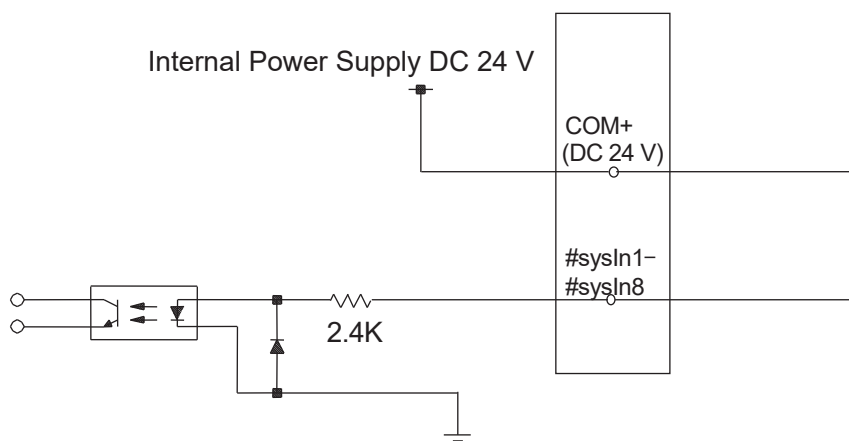 Internal Power Supply DC 24 V
COM+
(DC 24 V)
#sysIn1−
#sysIn8
2.4K